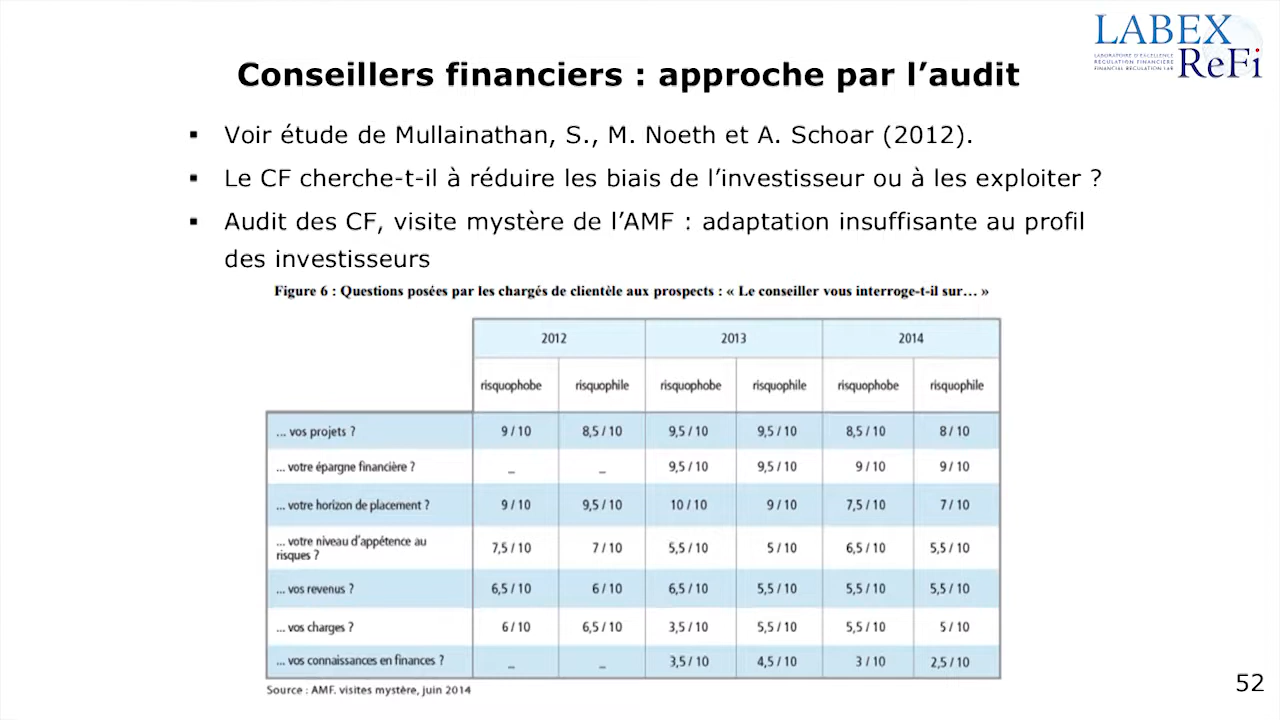 LABEX
LABORATOIRE D'EXCELLENCE
RÉGULATION FINANCIÈRE
FINANCIAL REGULATION LAB
ReFi
Conseillers financiers : approche par l'audit
▪ Voir étude de Mullainathan, S., M. Noeth et A. Schoar (2012).
▪ Le CF cherche-t-il à réduire les biais de l'investisseur ou à les exploiter ?
▪ Audit des CF, visite mystère de l'AMF : adaptation insuffisante au profil
des investisseurs
Figure 6 : Questions posées par les chargés de clientèle aux prospects : « Le conseiller vous interroge-t-il sur… »
2012 2013 2014
risquophobe risquophile risquophobe risquophile risquophobe risquophile
... vos projets ? 9 / 10 8,5 / 10 9,5 / 10 9,5 / 10 8,5 / 10 8 / 10
... votre épargne financière ? _ _ 9,5 / 10 9,5 / 10 9 / 10 9 / 10
... votre horizon de placement ? 9 / 10 9,5 / 10 10 / 10 9 / 10 7,5 / 10 7 / 10
... votre niveau d'appétence au
risques ? 7,5 / 10 7 / 10 5,5 / 10 5 / 10 6,5 / 10 5,5 / 10
... vos revenus ? 6,5 / 10 6 / 10 6,5 / 10 5,5 / 10 5,5 / 10 5,5 / 10
... vos charges ? 6 / 10 6,5 / 10 3,5 / 10 5,5 / 10 5,5 / 10 5 / 10
... vos connaissances en finances ? _ _ 3,5 / 10 4,5 / 10 3 / 10 2,5 / 10
Source : AMF. visites mystère, juin 2014
52